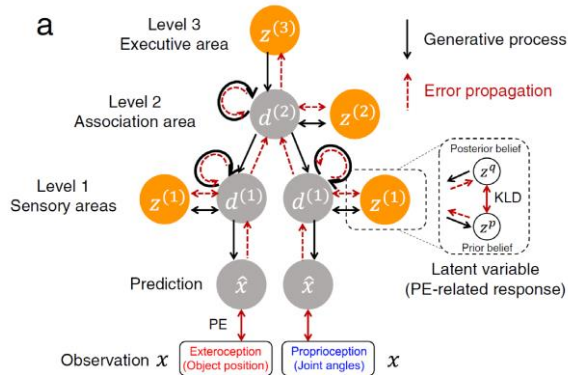 a
Level 3
Executive area
z^(3)
Generative process
Error propagation
Level 2
Association area
d^(2)
z^(2)
Level 1
Sensory areas
z^(1)
d^(1)
d^(1)
z^(1)
Posterior belief
z^q
KLD
z^p
Prior belief
Latent variable
(PE-related response)
Prediction
x̂
x̂
PE
Observation x
Exteroception
(Object position)
Proprioception
(Joint angles)
x